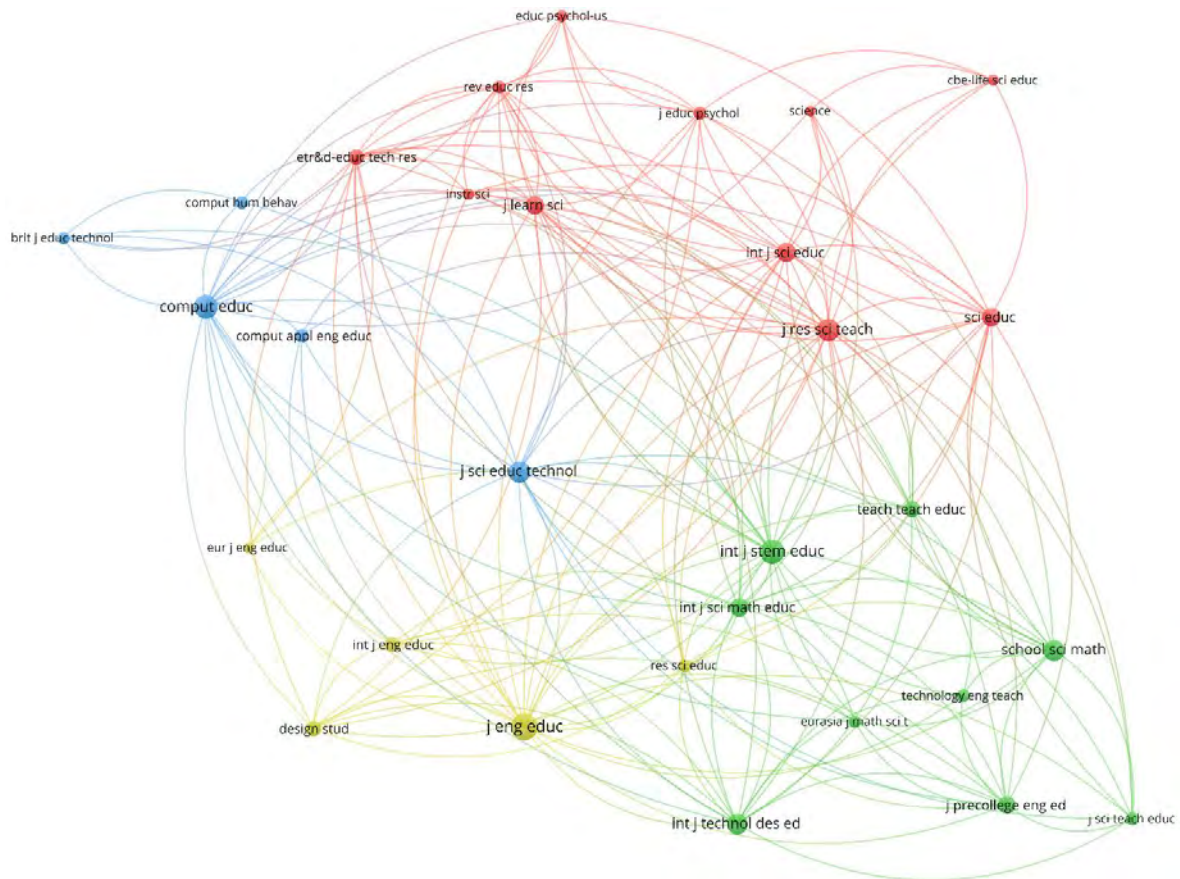 educ psychol-us
cbe-life sci educ
rev educ res
j educ psychol
science
etr&d-educ tech res
instr sci
j learn sci
comput hum behav
brit j educ technol
int j sci educ
comput educ
sci educ
j res sci teach
comput appl eng educ
j sci educ technol
teach teach educ
eur j eng educ
int j stem educ
int j sci math educ
int j eng educ
school sci math
res sci educ
technology eng teach
eurasia j math sci t
design stud
j eng educ
j precollege eng ed
j sci teach educ
int j technol des ed